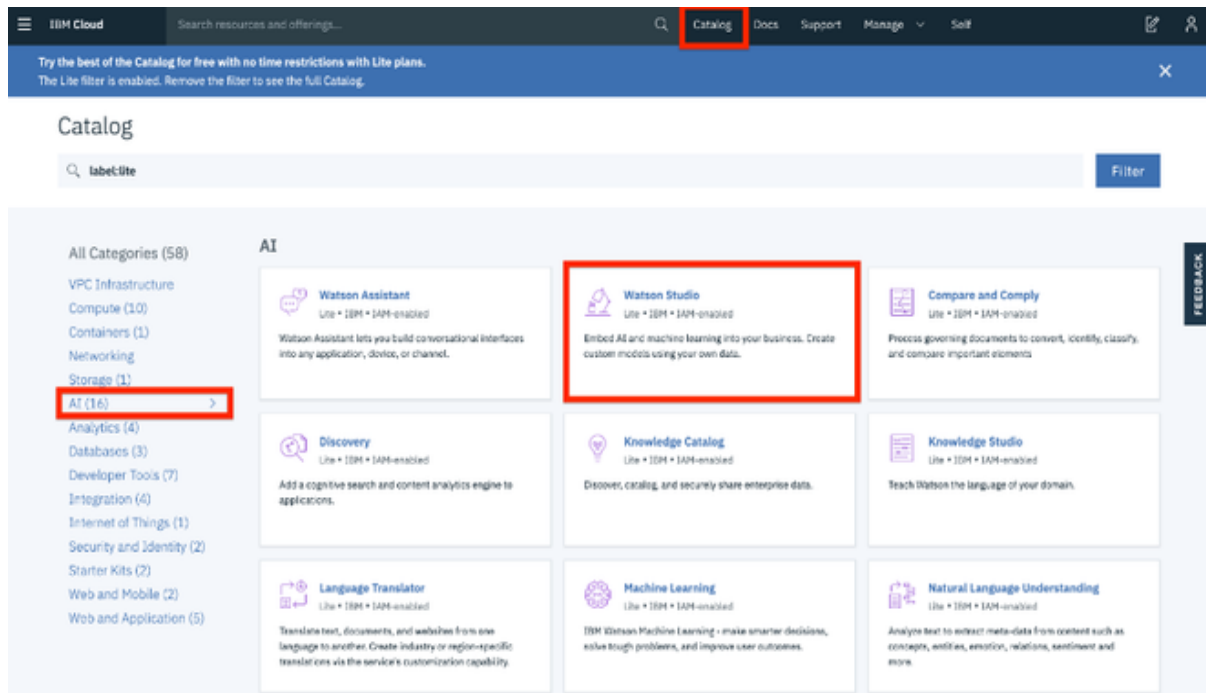 IBM Cloud
Search resources and offerings...
Catalog
Docs
Support
Manage
Self
Try the best of the Catalog for free with no time restrictions with Lite plans.
The Lite filter is enabled. Remove the filter to see the full Catalog.
Catalog
label:lite
Filter
FEEDBACK
All Categories (58)
VPC Infrastructure
Compute (10)
Containers (1)
Networking
Storage (1)
AI (16)
Analytics (4)
Databases (3)
Developer Tools (7)
Integration (4)
Internet of Things (1)
Security and Identity (2)
Starter Kits (2)
Web and Mobile (2)
Web and Application (5)
AI
Watson Assistant
Lite • IBM • IAM-enabled
Watson Assistant lets you build conversational interfaces
into any application, device, or channel.
Watson Studio
Lite • IBM • IAM-enabled
Embed AI and machine learning into your business. Create
custom models using your own data.
Compare and Comply
Lite • IBM • IAM-enabled
Process governing documents to convert, identify, classify,
and compare important elements
Discovery
Lite • IBM • IAM-enabled
Add a cognitive search and content analytics engine to
applications.
Knowledge Catalog
Lite • IBM • IAM-enabled
Discover, catalog, and securely share enterprise data.
Knowledge Studio
Lite • IBM • IAM-enabled
Teach Watson the language of your domain.
Language Translator
Lite • IBM • IAM-enabled
Translate text, documents, and websites from one
language to another. Create industry or region-specific
translations via the service's customization capability.
Machine Learning
Lite • IBM • IAM-enabled
IBM Watson Machine Learning - make smarter decisions,
solve tough problems, and improve user outcomes.
Natural Language Understanding
Lite • IBM • IAM-enabled
Analyze text to extract meta-data from content such as
concepts, entities, emotion, relations, sentiment and
more.